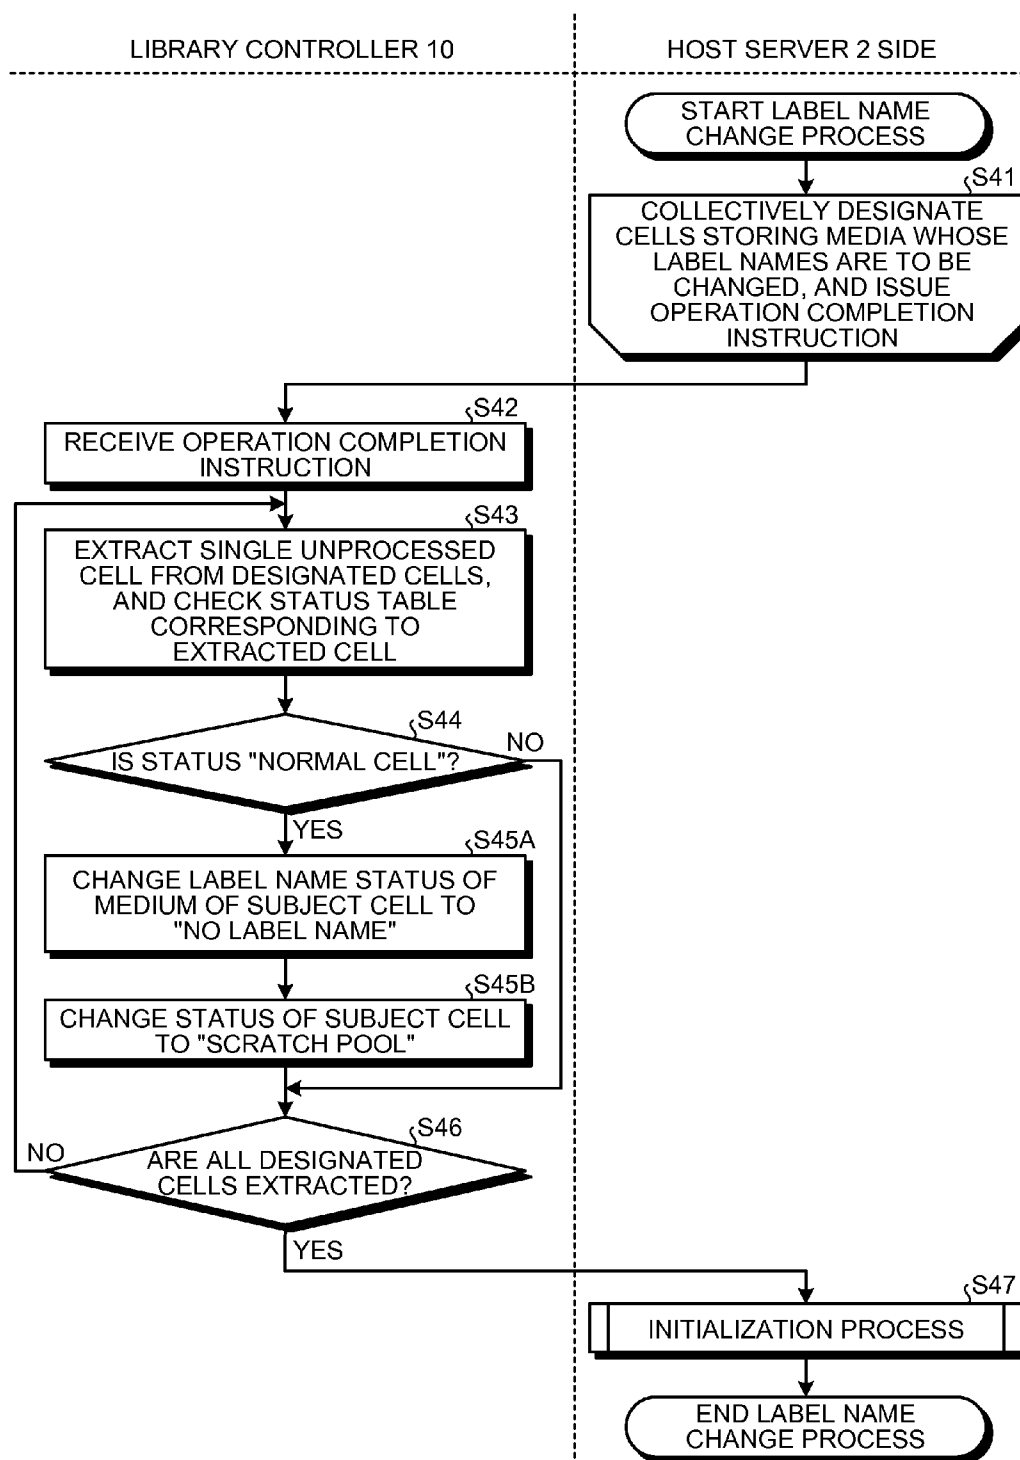 LIBRARY CONTROLLER 10
HOST SERVER 2 SIDE
START LABEL NAME
CHANGE PROCESS
S41
COLLECTIVELY DESIGNATE
CELLS STORING MEDIA WHOSE
LABEL NAMES ARE TO BE
CHANGED, AND ISSUE
OPERATION COMPLETION
INSTRUCTION
S42
RECEIVE OPERATION COMPLETION
INSTRUCTION
S43
EXTRACT SINGLE UNPROCESSED
CELL FROM DESIGNATED CELLS,
AND CHECK STATUS TABLE
CORRESPONDING TO
EXTRACTED CELL
S44
IS STATUS "NORMAL CELL"?
NO
YES
S45A
CHANGE LABEL NAME STATUS OF
MEDIUM OF SUBJECT CELL TO
"NO LABEL NAME"
S45B
CHANGE STATUS OF SUBJECT CELL
TO "SCRATCH POOL"
S46
NO
ARE ALL DESIGNATED
CELLS EXTRACTED?
YES
S47
INITIALIZATION PROCESS
END LABEL NAME
CHANGE PROCESS